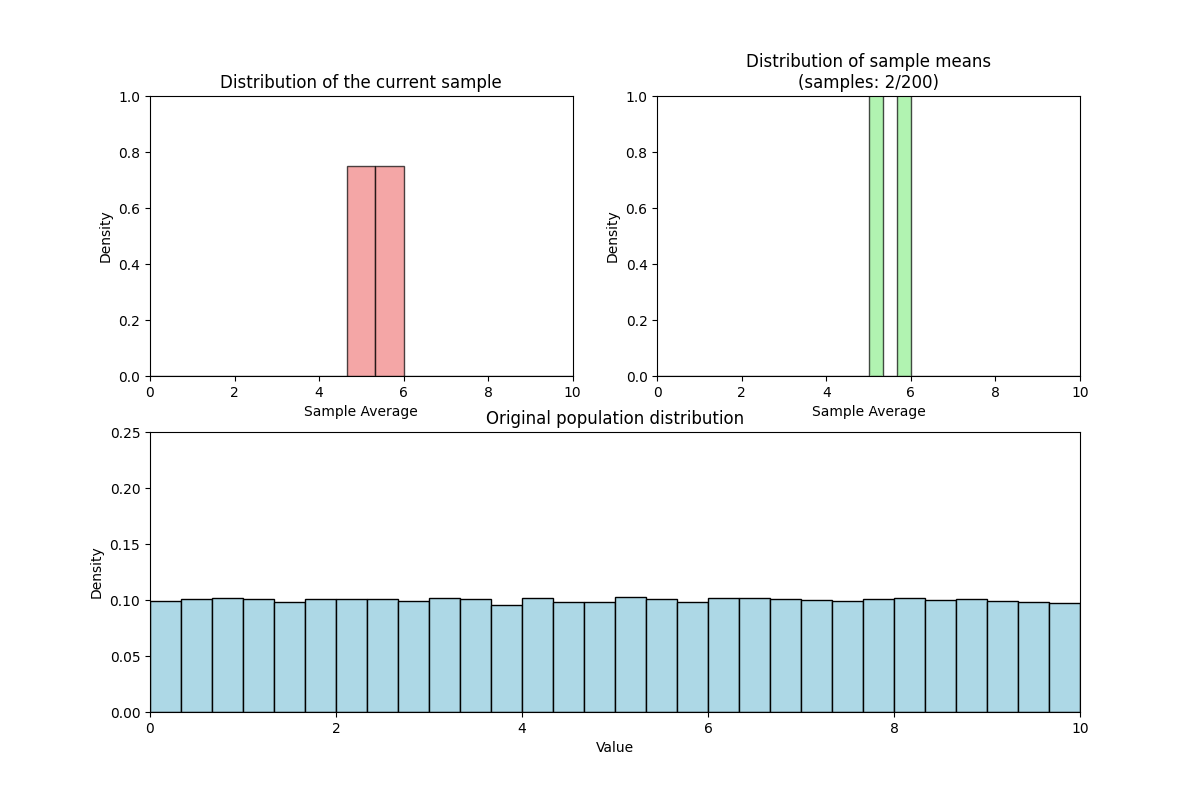 Distribution of the current sample
Distribution of sample means
(samples: 2/200)
1.0
0.8
0.6
0.4
0.2
0.0
Density
0 2 4 6 8 10
Sample Average
1.0
0.8
0.6
0.4
0.2
0.0
Density
0 2 4 6 8 10
Sample Average
Original population distribution
0.25
0.20
0.15
0.10
0.05
0.00
Density
0 2 4 6 8 10
Value